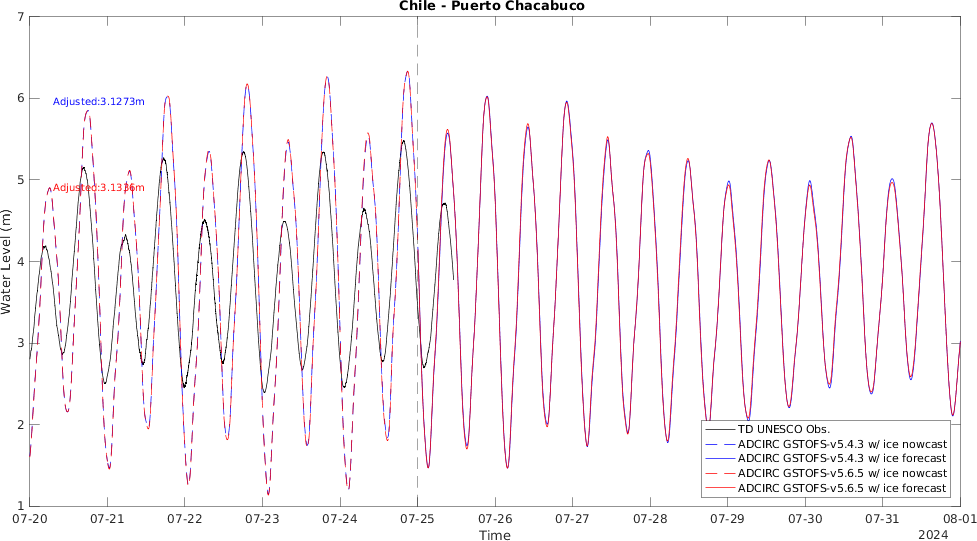 Chile - Puerto Chacabuco
7
6
5
4
3
2
1
Water Level (m)
Adjusted:3.1273m
Adjusted:3.1336m
TD UNESCO Obs.
ADCIRC GSTOFS-v5.4.3 w/ ice nowcast
ADCIRC GSTOFS-v5.4.3 w/ ice forecast
ADCIRC GSTOFS-v5.6.5 w/ ice nowcast
ADCIRC GSTOFS-v5.6.5 w/ ice forecast
07-20 07-21 07-22 07-23 07-24 07-25 07-26 07-27 07-28 07-29 07-30 07-31 08-01
Time
2024